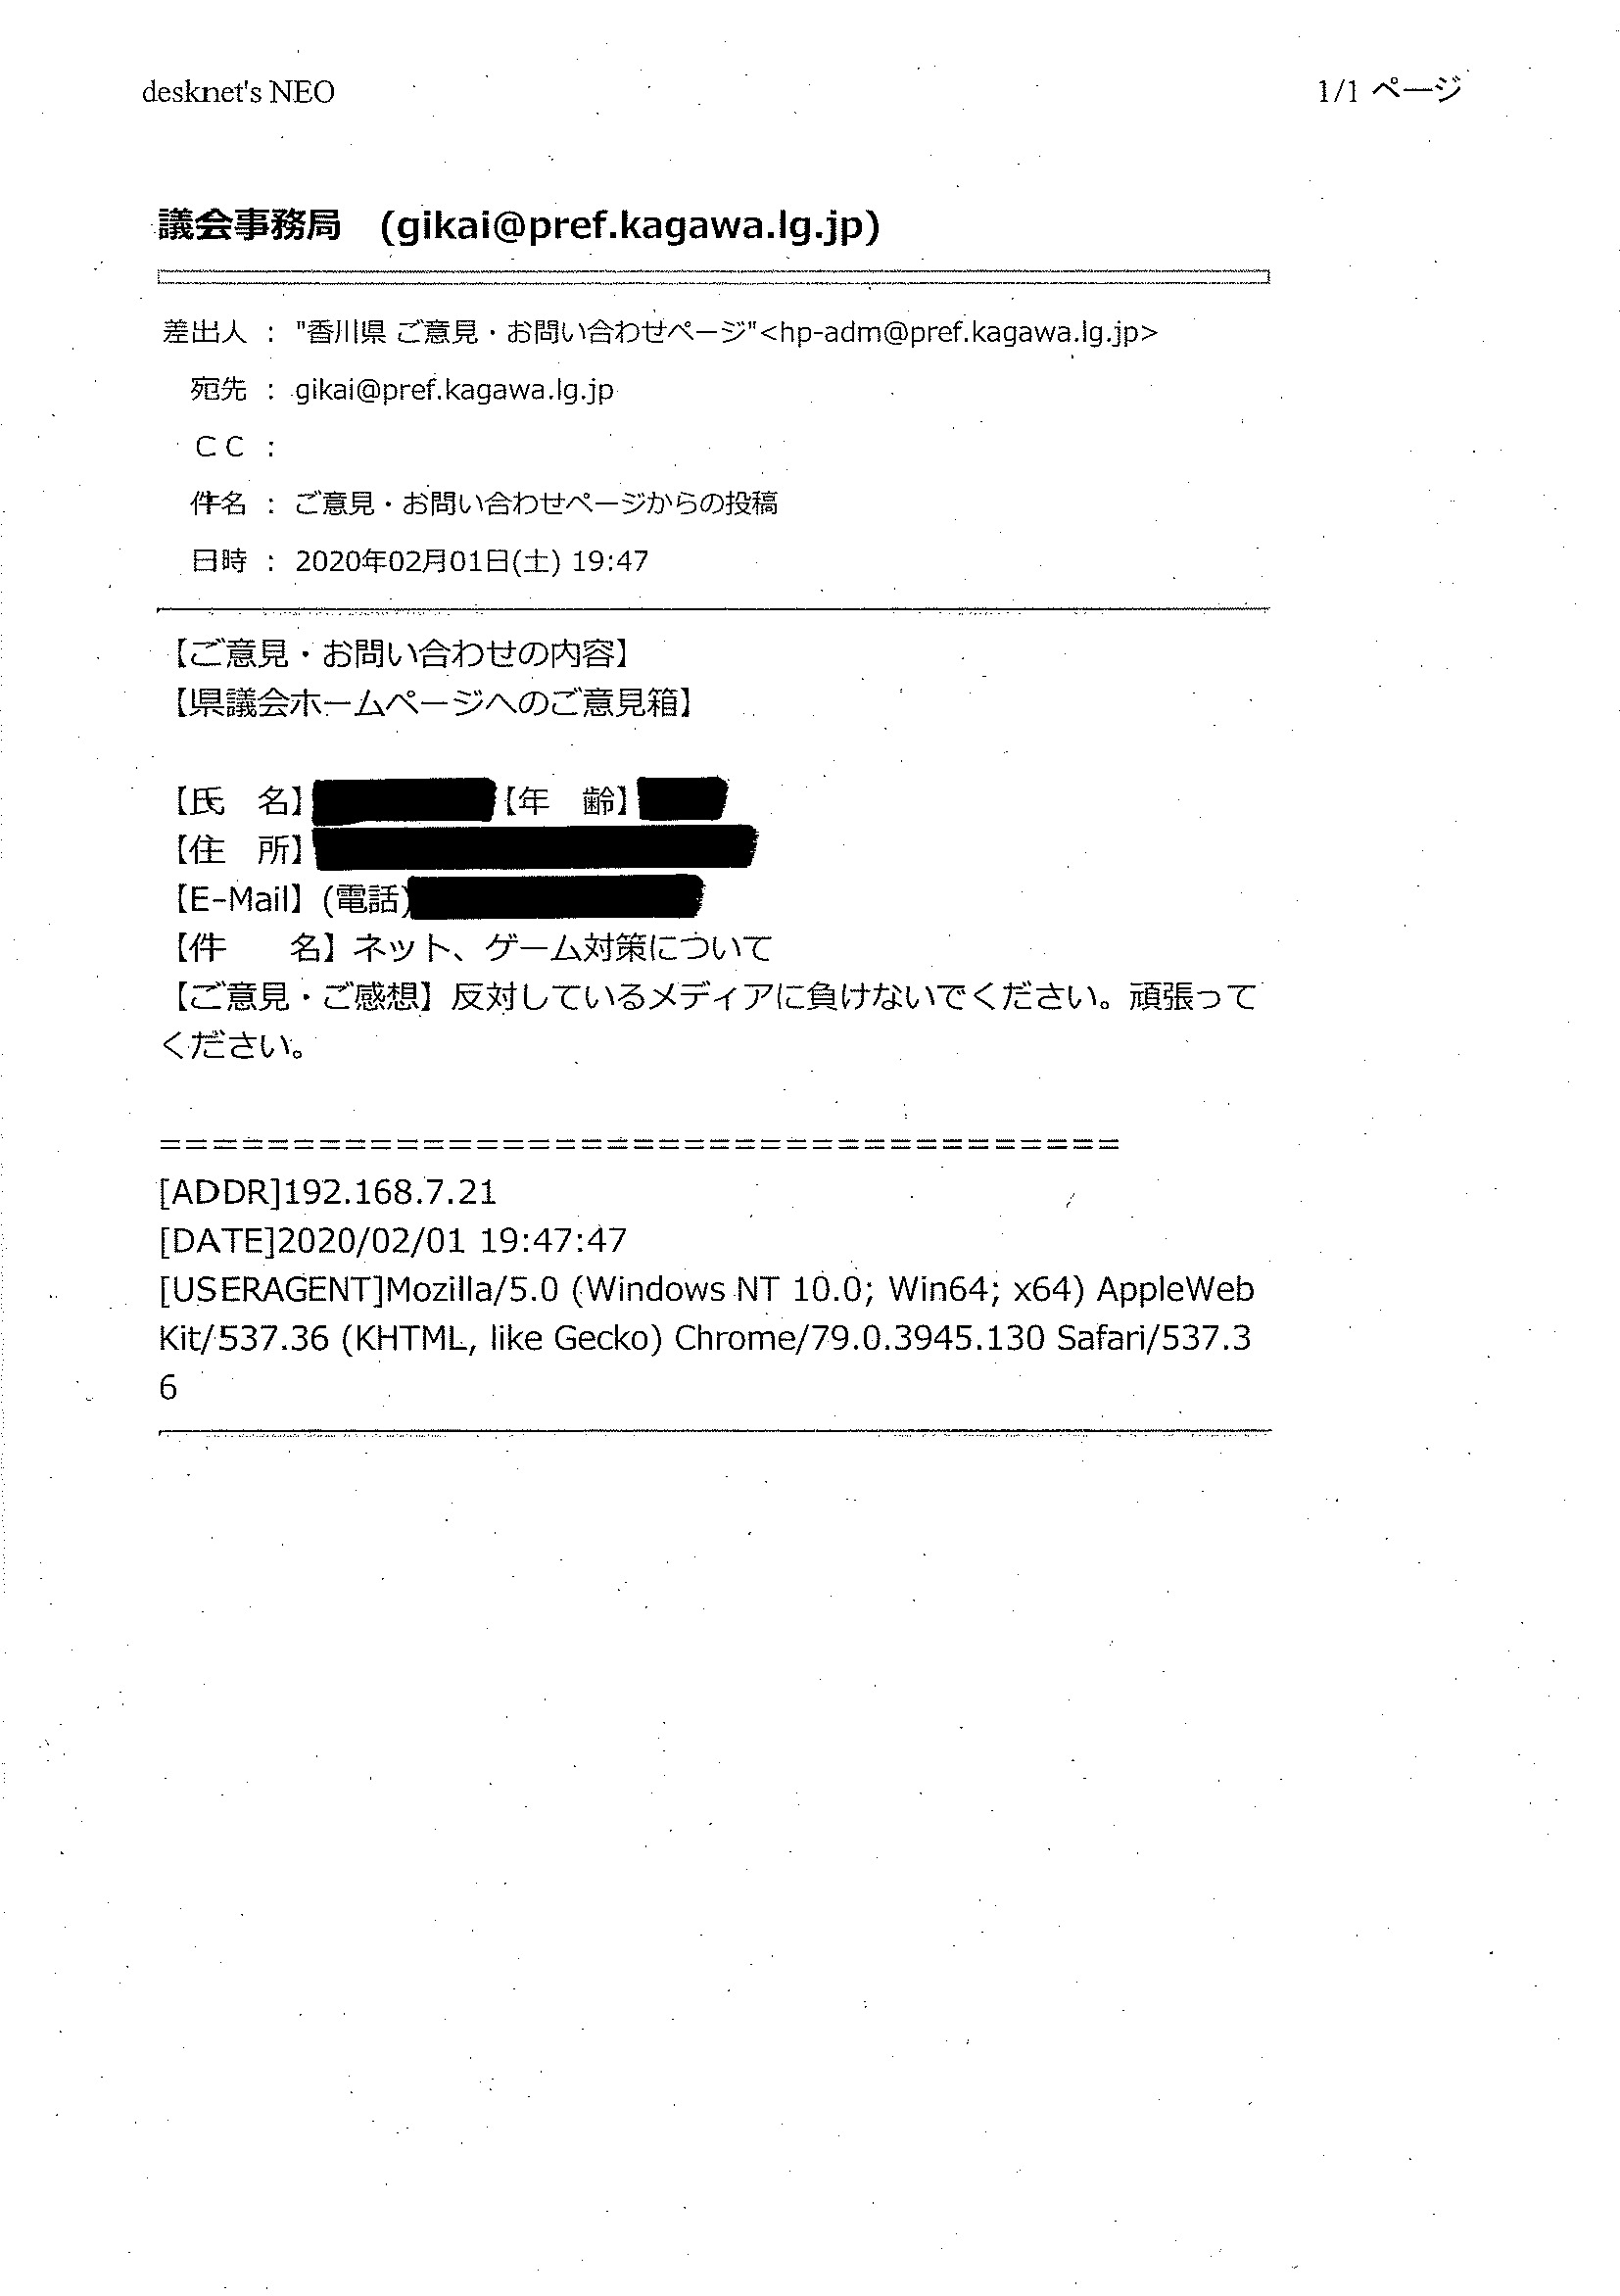 desknet's NEO
1/1 ページ
議会事務局　(gikai@pref.kagawa.lg.jp)
差出人 : "香川県 ご意見・お問い合わせページ"<hp-adm@pref.kagawa.lg.jp>
宛先 : gikai@pref.kagawa.lg.jp
ＣＣ :
件名 : ご意見・お問い合わせページからの投稿
日時 : 2020年02月01日(土) 19:47
【ご意見・お問い合わせの内容】
【県議会ホームページへのご意見箱】
【氏　名】【年　齢】
【住　所】
【E-Mail】(電話)
【件　　名】ネット、ゲーム対策について
【ご意見・ご感想】反対しているメディアに負けないでください。頑張って
ください。
=====================================
[ADDR]192.168.7.21
[DATE]2020/02/01 19:47:47
[USERAGENT]Mozilla/5.0 (Windows NT 10.0; Win64; x64) AppleWeb
Kit/537.36 (KHTML, like Gecko) Chrome/79.0.3945.130 Safari/537.3
6